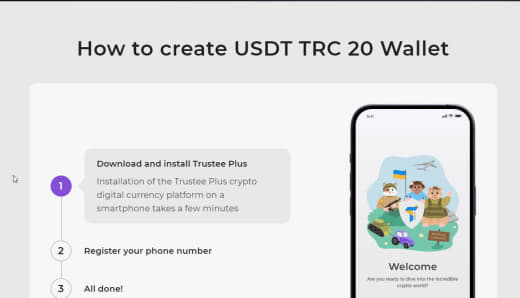 How to create USDT TRC 20 Wallet
1
Download and install Trustee Plus
Installation of the Trustee Plus crypto
digital currency platform on a
smartphone takes a few minutes
2
Register your phone number
3
All done!
Welcome
Are you ready to dive into the incredible
crypto world?